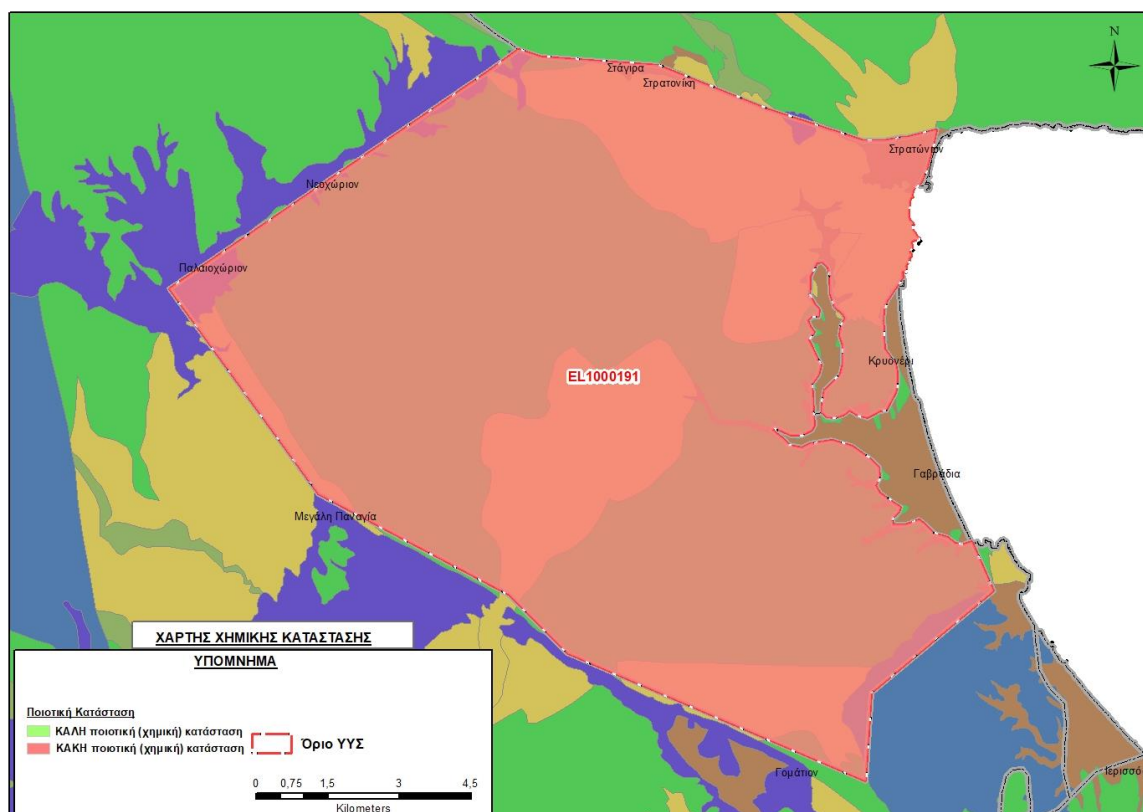 N
Στάγιρα
Στρατονίκη
Στρατώνιον
Νεοχώριον
Παλαιοχώριον
Κρυονέρι
EL1000191
Γαβράδια
Μεγάλη Παναγία
ΧΑΡΤΗΣ ΧΗΜΙΚΗΣ ΚΑΤΑΣΤΑΣΗΣ
ΥΠΟΜΝΗΜΑ
Ποιοτική Κατάσταση
ΚΑΛΗ ποιοτική (χημική) κατάσταση
ΚΑΚΗ ποιοτική (χημική) κατάσταση
Όριο ΥΥΣ
0 0,75 1,5 3 4,5
Kilometers
Γομάτιον
Ιερισσό